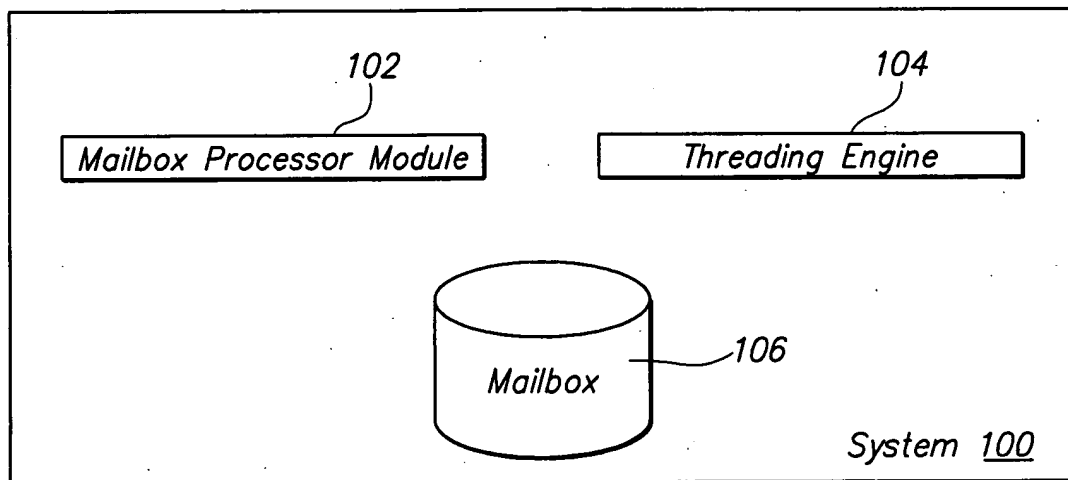 102
104
Mailbox Processor Module
Threading Engine
106
Mailbox
System 100